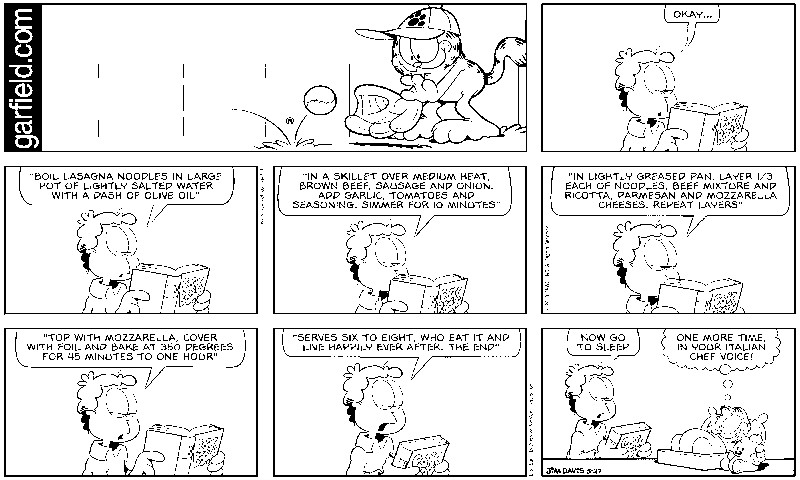 garfield.com
OKAY...
"BOIL LASAGNA NOODLES IN LARGE
POT OF LIGHTLY SALTED WATER
WITH A DASH OF OLIVE OIL"
"IN A SKILLET OVER MEDIUM HEAT,
BROWN BEEF, SAUSAGE AND ONION.
ADD GARLIC, TOMATOES AND
SEASONING. SIMMER FOR 10 MINUTES"
"IN LIGHTLY GREASED PAN, LAYER 1/3
EACH OF NOODLES, BEEF MIXTURE AND
RICOTTA, PARMESAN AND MOZZARELLA
CHEESES. REPEAT LAYERS"
"TOP WITH MOZZARELLA, COVER
WITH FOIL AND BAKE AT 350 DEGREES
FOR 45 MINUTES TO ONE HOUR"
"SERVES SIX TO EIGHT, WHO EAT IT AND
LIVE HAPPILY EVER AFTER. THE END"
NOW GO
TO SLEEP
ONE MORE TIME,
IN YOUR ITALIAN
CHEF VOICE!
JIM DAVIS 5-27